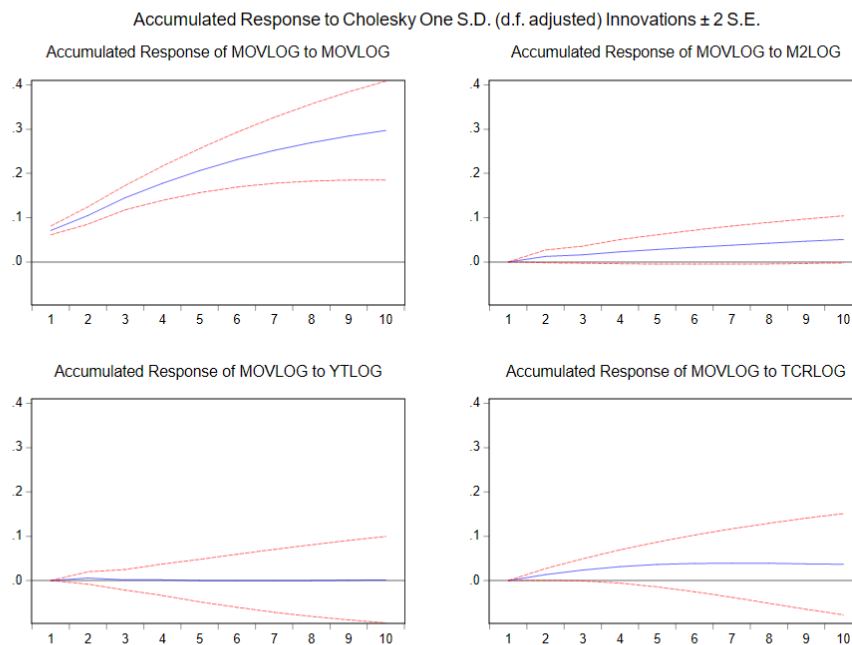 Accumulated Response to Cholesky One S.D. (d.f. adjusted) Innovations ± 2 S.E.
Accumulated Response of MOVLOG to MOVLOG
.4
.3
.2
.1
.0
1 2 3 4 5 6 7 8 9 10
Accumulated Response of MOVLOG to M2LOG
.4
.3
.2
.1
.0
1 2 3 4 5 6 7 8 9 10
Accumulated Response of MOVLOG to YTLOG
.4
.3
.2
.1
.0
1 2 3 4 5 6 7 8 9 10
Accumulated Response of MOVLOG to TCRLOG
.4
.3
.2
.1
.0
1 2 3 4 5 6 7 8 9 10